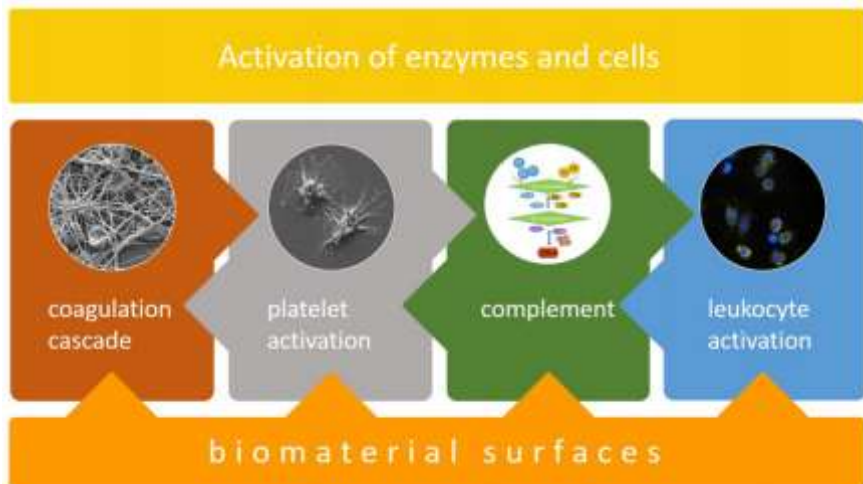 Activation of enzymes and cells
coagulation
cascade
platelet
activation
complement
leukocyte
activation
biomaterial surfaces